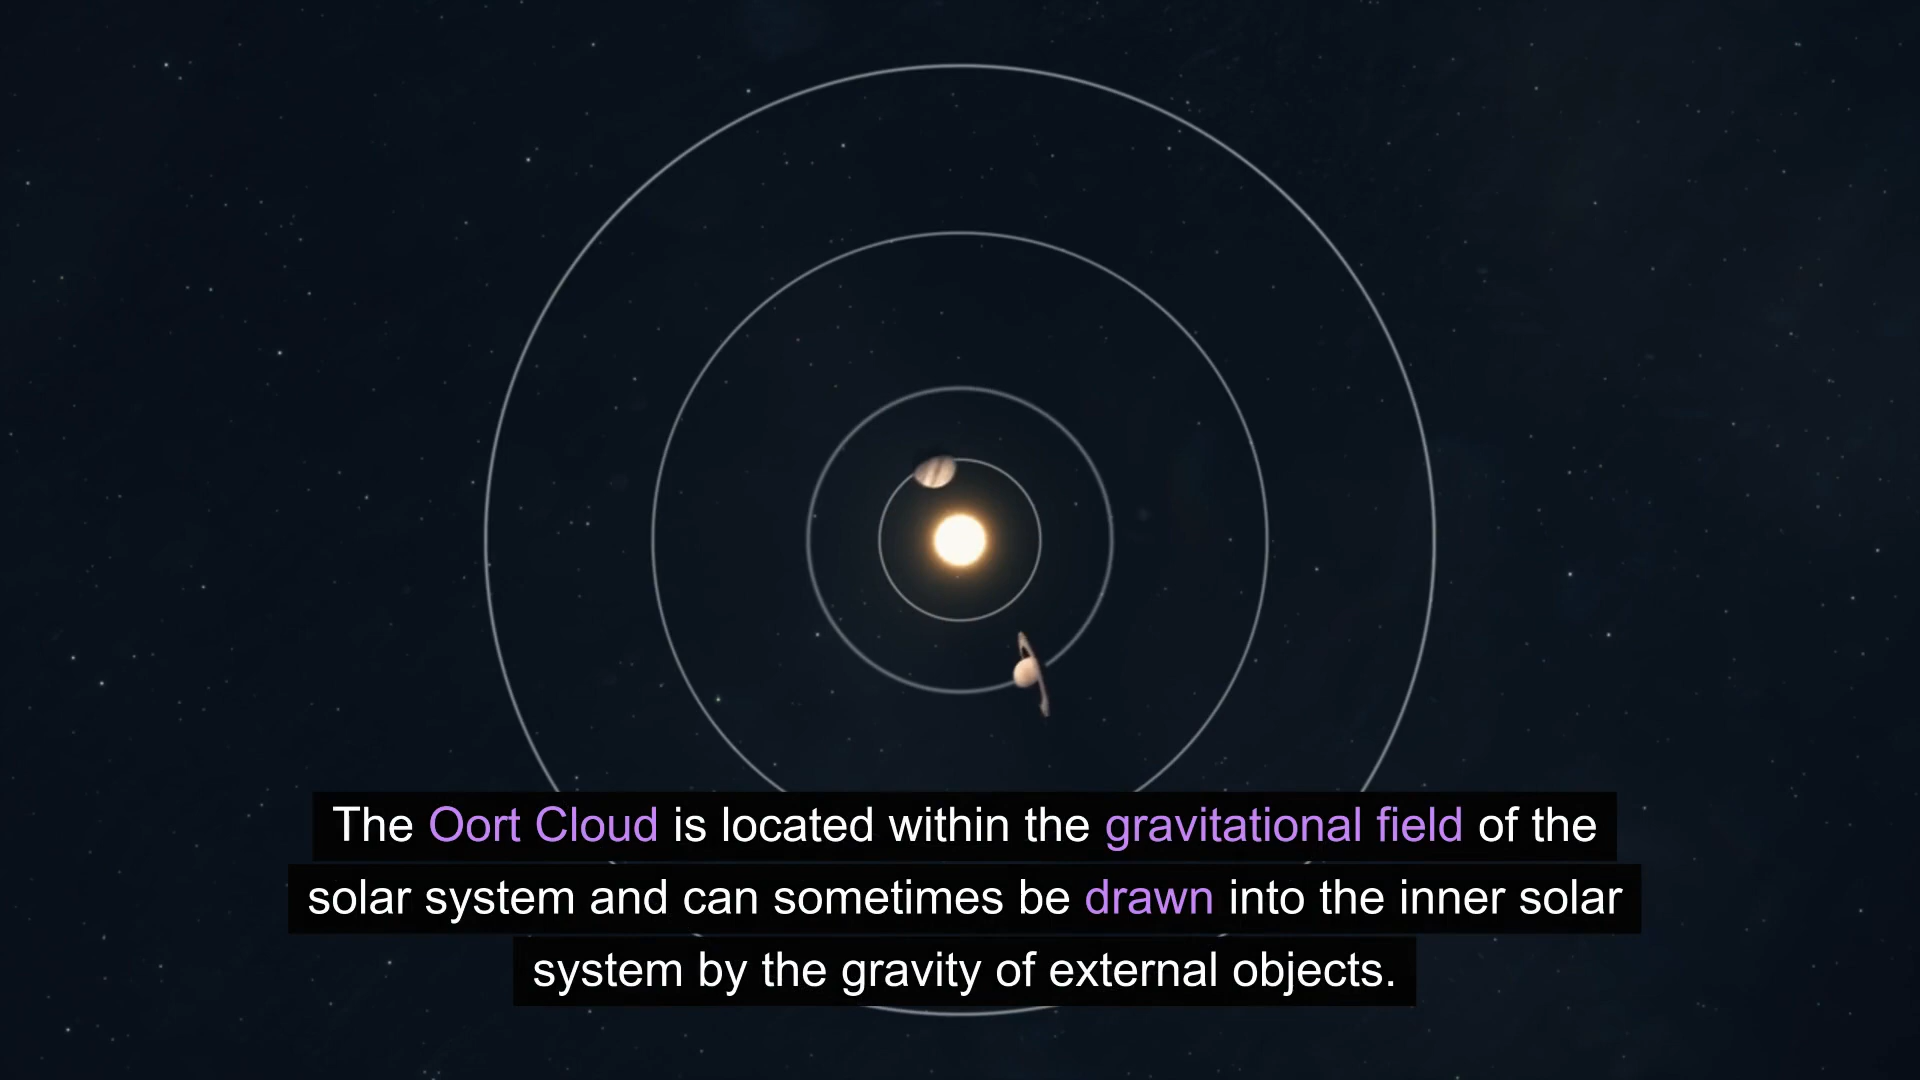 The Oort Cloud is located within the gravitational field of the
solar system and can sometimes be drawn into the inner solar
system by the gravity of external objects.